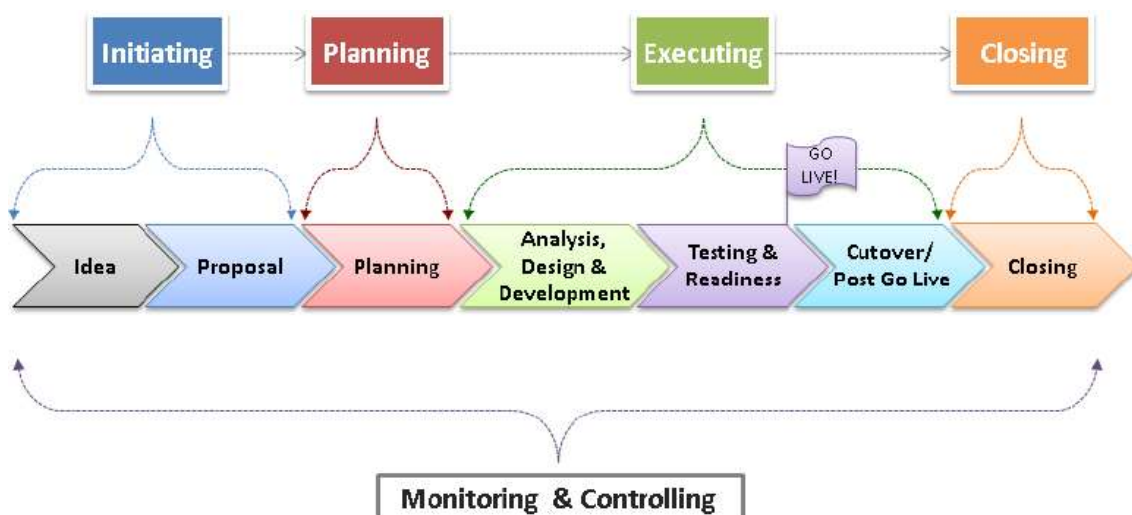 Initiating
Planning
Executing
Closing
GO
LIVE!
Idea
Proposal
Planning
Analysis,
Design &
Development
Testing &
Readiness
Cutover/
Post Go Live
Closing
Monitoring & Controlling